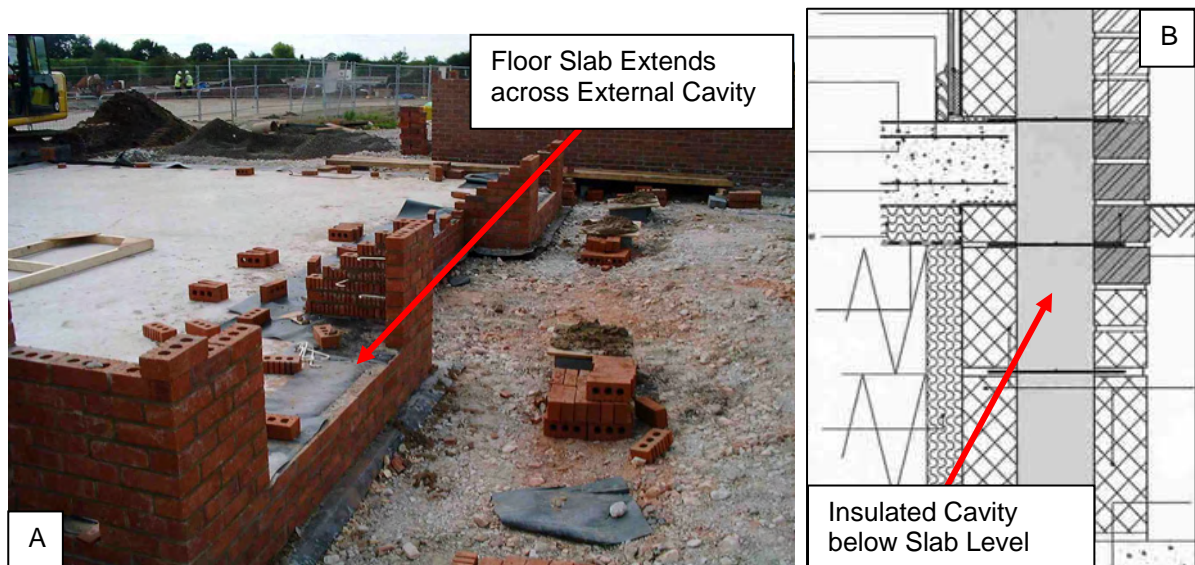 Floor Slab Extends
across External Cavity
A
B
Insulated Cavity
below Slab Level